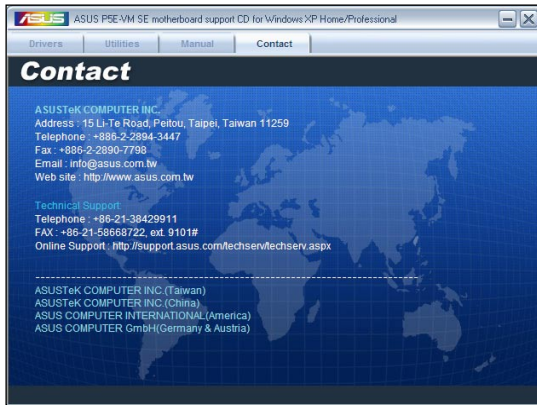 ASUS ASUS P5E-VM SE motherboard support CD for Windows XP Home/Professional
Drivers Utilities Manual Contact
Contact
ASUSTeK COMPUTER INC.
Address : 15 Li-Te Road, Peitou, Taipei, Taiwan 11259
Telephone : +886-2-2894-3447
Fax : +886-2-2890-7798
Email : info@asus.com.tw
Web site : http://www.asus.com.tw
Technical Support:
Telephone : +86-21-38429911
FAX : +86-21-58668722, ext. 9101#
Online Support : http://support.asus.com/techserv/techserv.aspx
ASUSTeK COMPUTER INC.(Taiwan)
ASUSTeK COMPUTER INC.(China)
ASUS COMPUTER INTERNATIONAL(America)
ASUS COMPUTER GmbH(Germany & Austria)